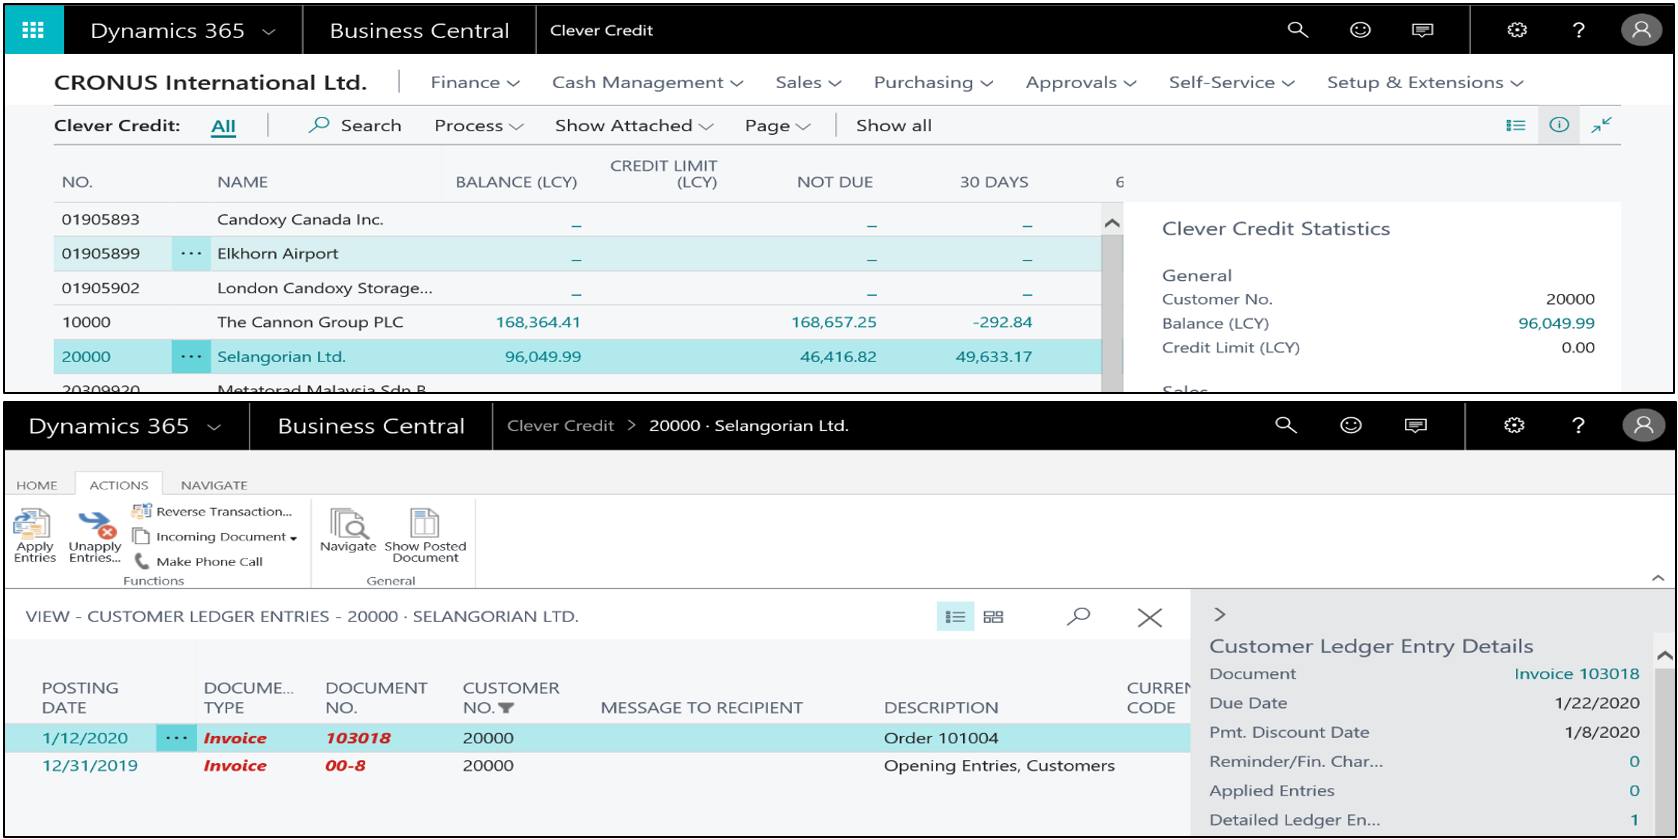 Dynamics 365 Business Central Clever Credit ?
CRONUS International Ltd. Finance Cash Management Sales Purchasing Approvals Self-Service Setup & Extensions
Clever Credit: All Search Process Show Attached Page Show all
NO. NAME BALANCE (LCY) CREDIT LIMIT (LCY) NOT DUE 30 DAYS 6
01905893 Candoxy Canada Inc. _ _ _
01905899 ... Elkhorn Airport _ _ _
01905902 London Candoxy Storage... _ _ _
10000 The Cannon Group PLC 168,364.41 168,657.25 -292.84
20000 ... Selangorian Ltd. 96,049.99 46,416.82 49,633.17
20309920 Metatorad Malaysia Sdn B
Clever Credit Statistics
General
Customer No. 20000
Balance (LCY) 96,049.99
Credit Limit (LCY) 0.00
Sales
Dynamics 365 Business Central Clever Credit > 20000 · Selangorian Ltd. ?
HOME ACTIONS NAVIGATE
Apply Entries
Unapply Entries...
Reverse Transaction...
Incoming Document
Make Phone Call
Functions
Navigate
Show Posted Document
General
VIEW - CUSTOMER LEDGER ENTRIES - 20000 · SELANGORIAN LTD.
POSTING DATE DOCUME... TYPE DOCUMENT NO. CUSTOMER NO. MESSAGE TO RECIPIENT DESCRIPTION CURREN CODE
1/12/2020 ... Invoice 103018 20000 Order 101004
12/31/2019 Invoice 00-8 20000 Opening Entries, Customers
Customer Ledger Entry Details
Document Invoice 103018
Due Date 1/22/2020
Pmt. Discount Date 1/8/2020
Reminder/Fin. Char... 0
Applied Entries 0
Detailed Ledger En... 1